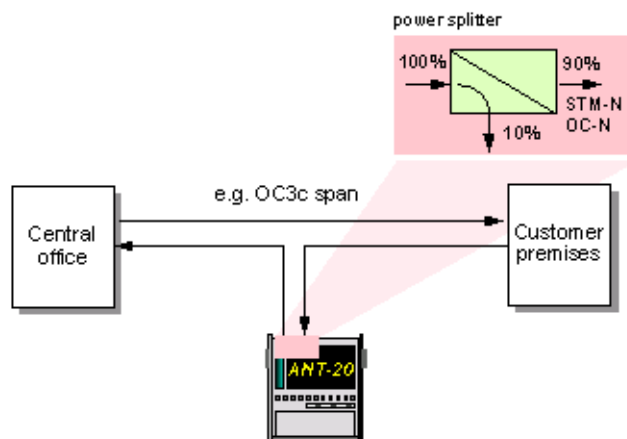 power splitter
100%
90%
STM-N
OC-N
10%
e.g. OC3c span
Central
office
Customer
premises
ANT-20